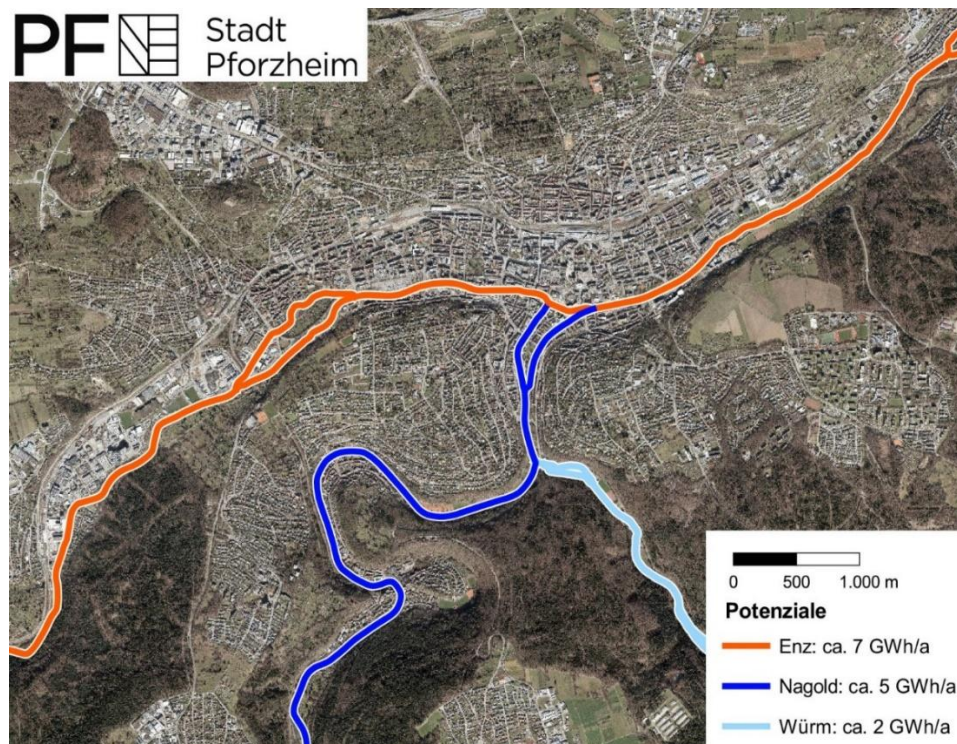 PF Stadt
Pforzheim
0 500 1.000 m
Potenziale
Enz: ca. 7 GWh/a
Nagold: ca. 5 GWh/a
Würm: ca. 2 GWh/a